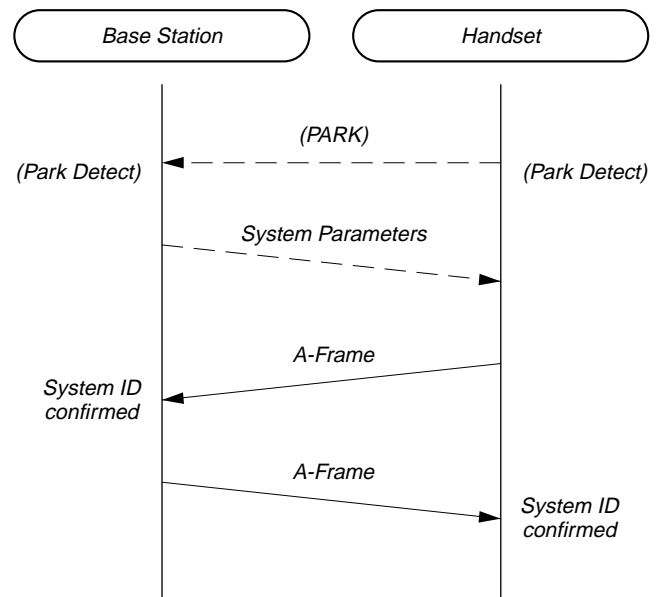 Base Station
Handset
(PARK)
(Park Detect)
(Park Detect)
System Parameters
A-Frame
System ID
confirmed
A-Frame
System ID
confirmed